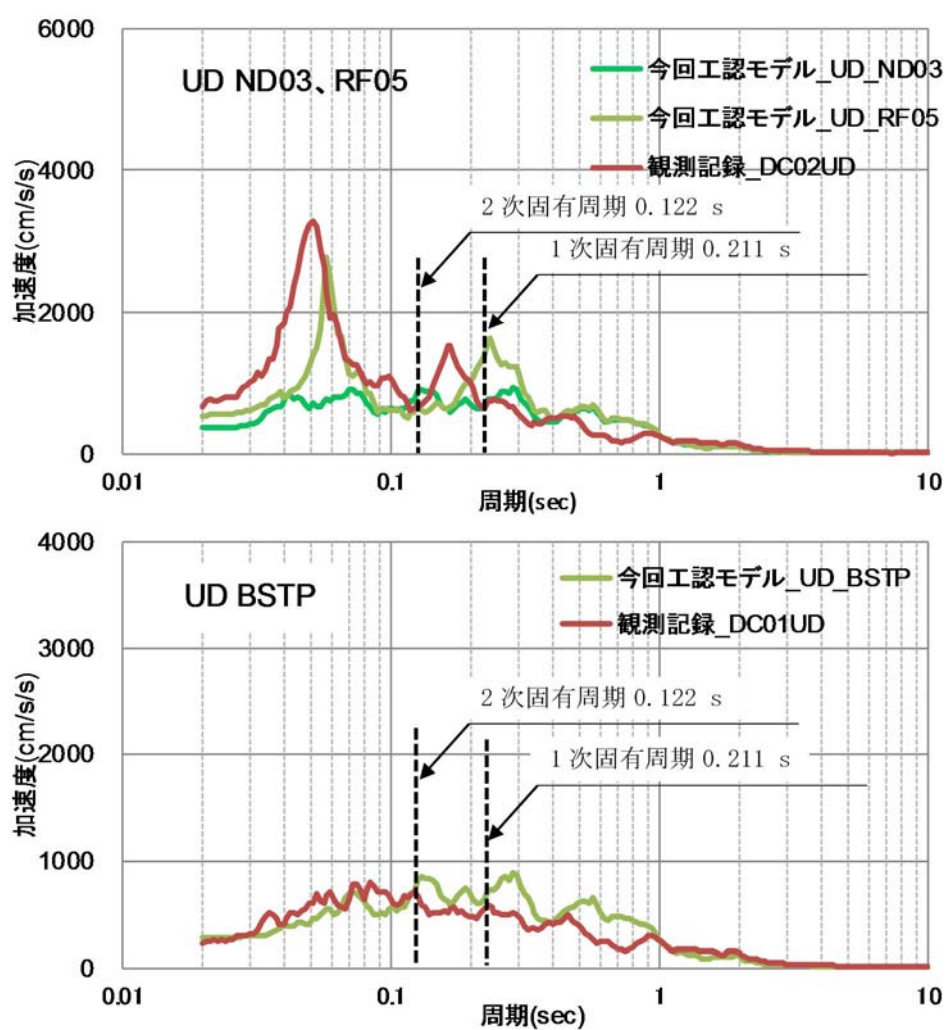 6000
UD ND03、RF05
今回工認モデル_UD_ND03
今回工認モデル_UD_RF05
観測記録_DC02UD
4000
2次固有周期 0.122 s
1次固有周期 0.211 s
加速度(cm/s/s)
2000
0
0.01
0.1
1
10
周期(sec)
4000
UD BSTP
今回工認モデル_UD_BSTP
観測記録_DC01UD
3000
2次固有周期 0.122 s
2000
1次固有周期 0.211 s
加速度(cm/s/s)
1000
0
0.01
0.1
1
10
周期(sec)